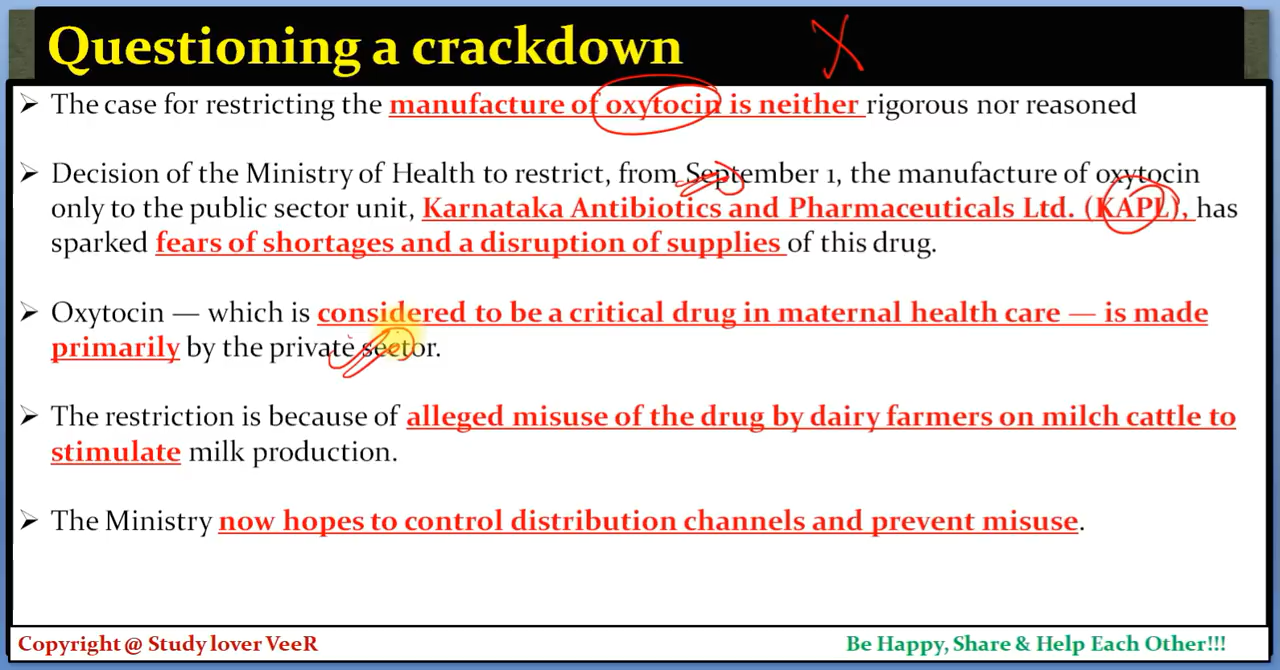 Questioning a crackdown
➢ The case for restricting the manufacture of oxytocin is neither rigorous nor reasoned
➢ Decision of the Ministry of Health to restrict, from September 1, the manufacture of oxytocin
only to the public sector unit, Karnataka Antibiotics and Pharmaceuticals Ltd. (KAPL), has
sparked fears of shortages and a disruption of supplies of this drug.
➢ Oxytocin — which is considered to be a critical drug in maternal health care — is made
primarily by the private sector.
➢ The restriction is because of alleged misuse of the drug by dairy farmers on milch cattle to
stimulate milk production.
➢ The Ministry now hopes to control distribution channels and prevent misuse.
Copyright @ Study lover VeeR
Be Happy, Share & Help Each Other!!!